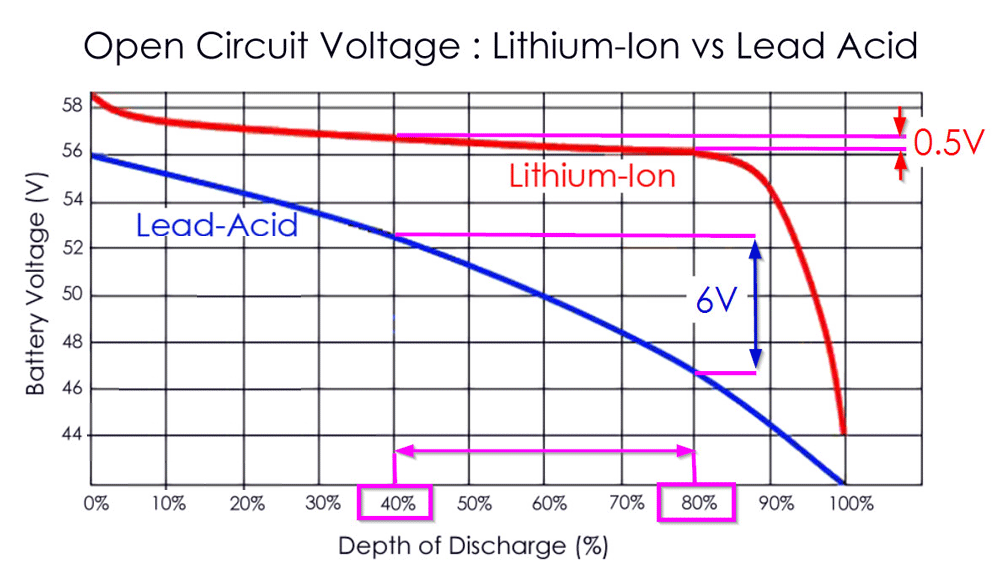 Open Circuit Voltage : Lithium-Ion vs Lead Acid
58
56
54
52
50
48
46
44
Battery Voltage (V)
0.5V
Lithium-Ion
Lead-Acid
6V
0% 10% 20% 30% 40% 50% 60% 70% 80% 90% 100%
Depth of Discharge (%)